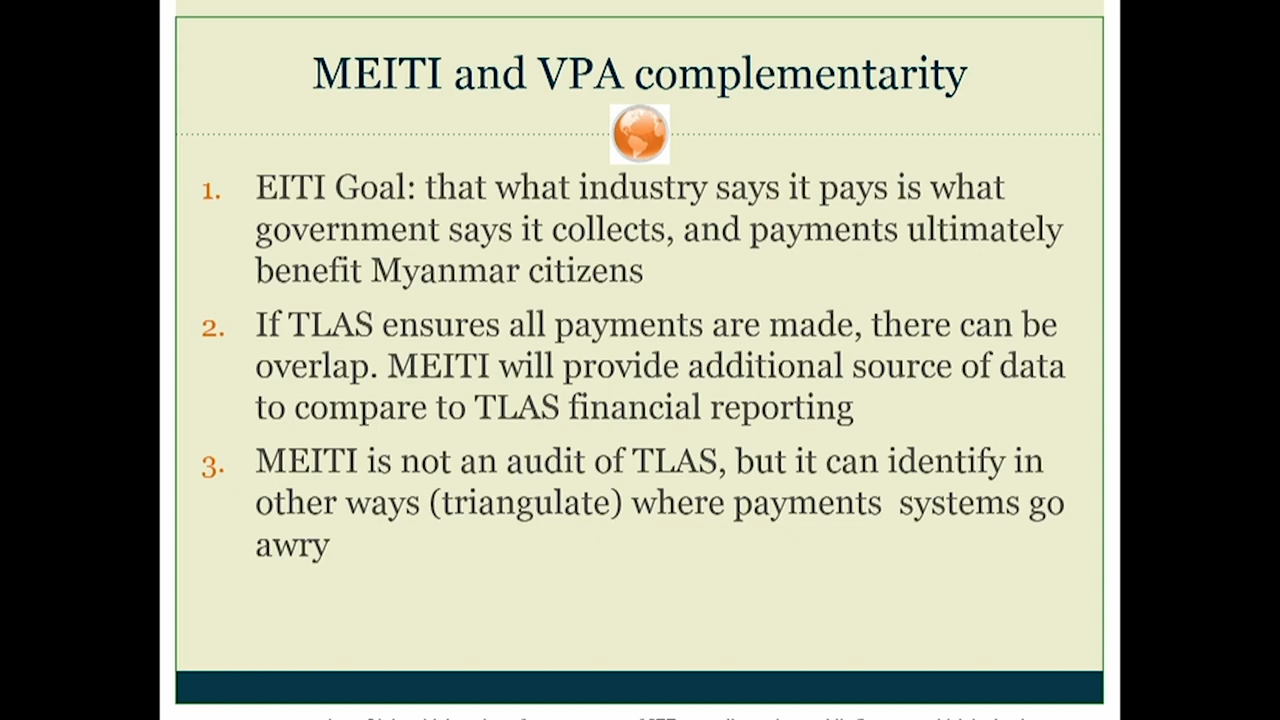 MEITI and VPA complementarity
1. EITI Goal: that what industry says it pays is what
government says it collects, and payments ultimately
benefit Myanmar citizens
2. If TLAS ensures all payments are made, there can be
overlap. MEITI will provide additional source of data
to compare to TLAS financial reporting
3. MEITI is not an audit of TLAS, but it can identify in
other ways (triangulate) where payments  systems go
awry